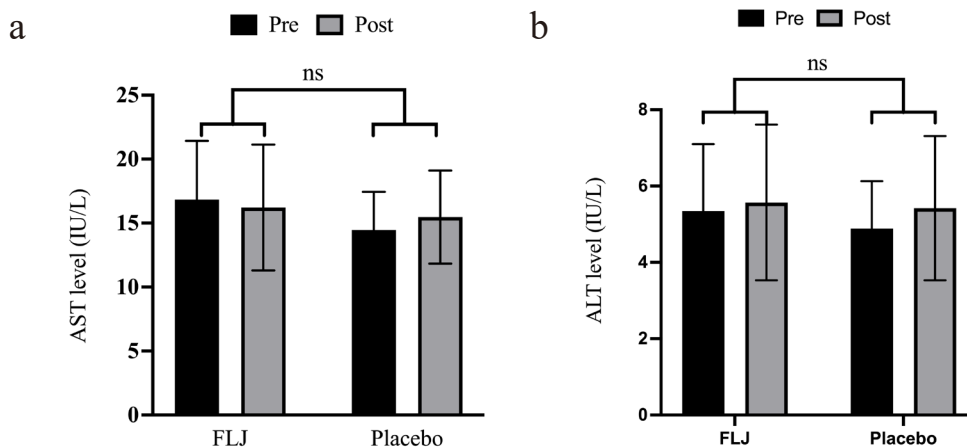 a
Pre Post
ns
AST level (IU/L)
25
20
15
10
5
0
FLJ Placebo
b
Pre Post
ns
ALT level (IU/L)
8
6
4
2
0
FLJ Placebo